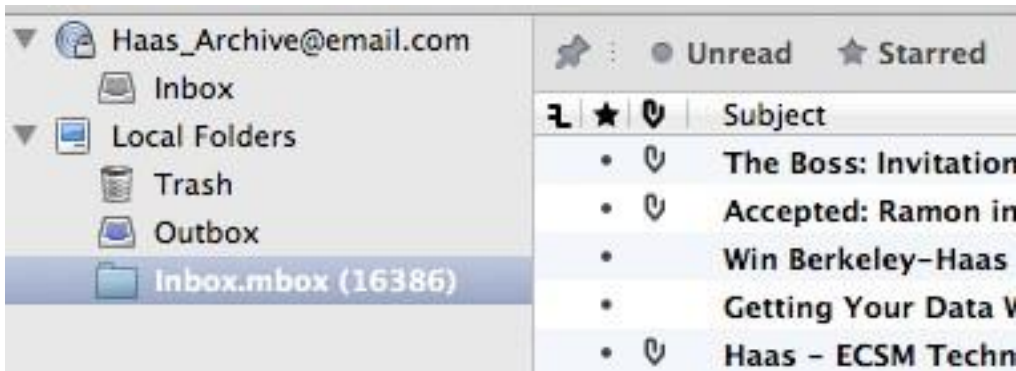 Haas_Archive@email.com
Inbox
Local Folders
Trash
Outbox
Inbox.mbox (16386)
Unread Starred
Subject
The Boss: Invitation
Accepted: Ramon in
Win Berkeley-Haas
Getting Your Data
Haas - ECSM Techn